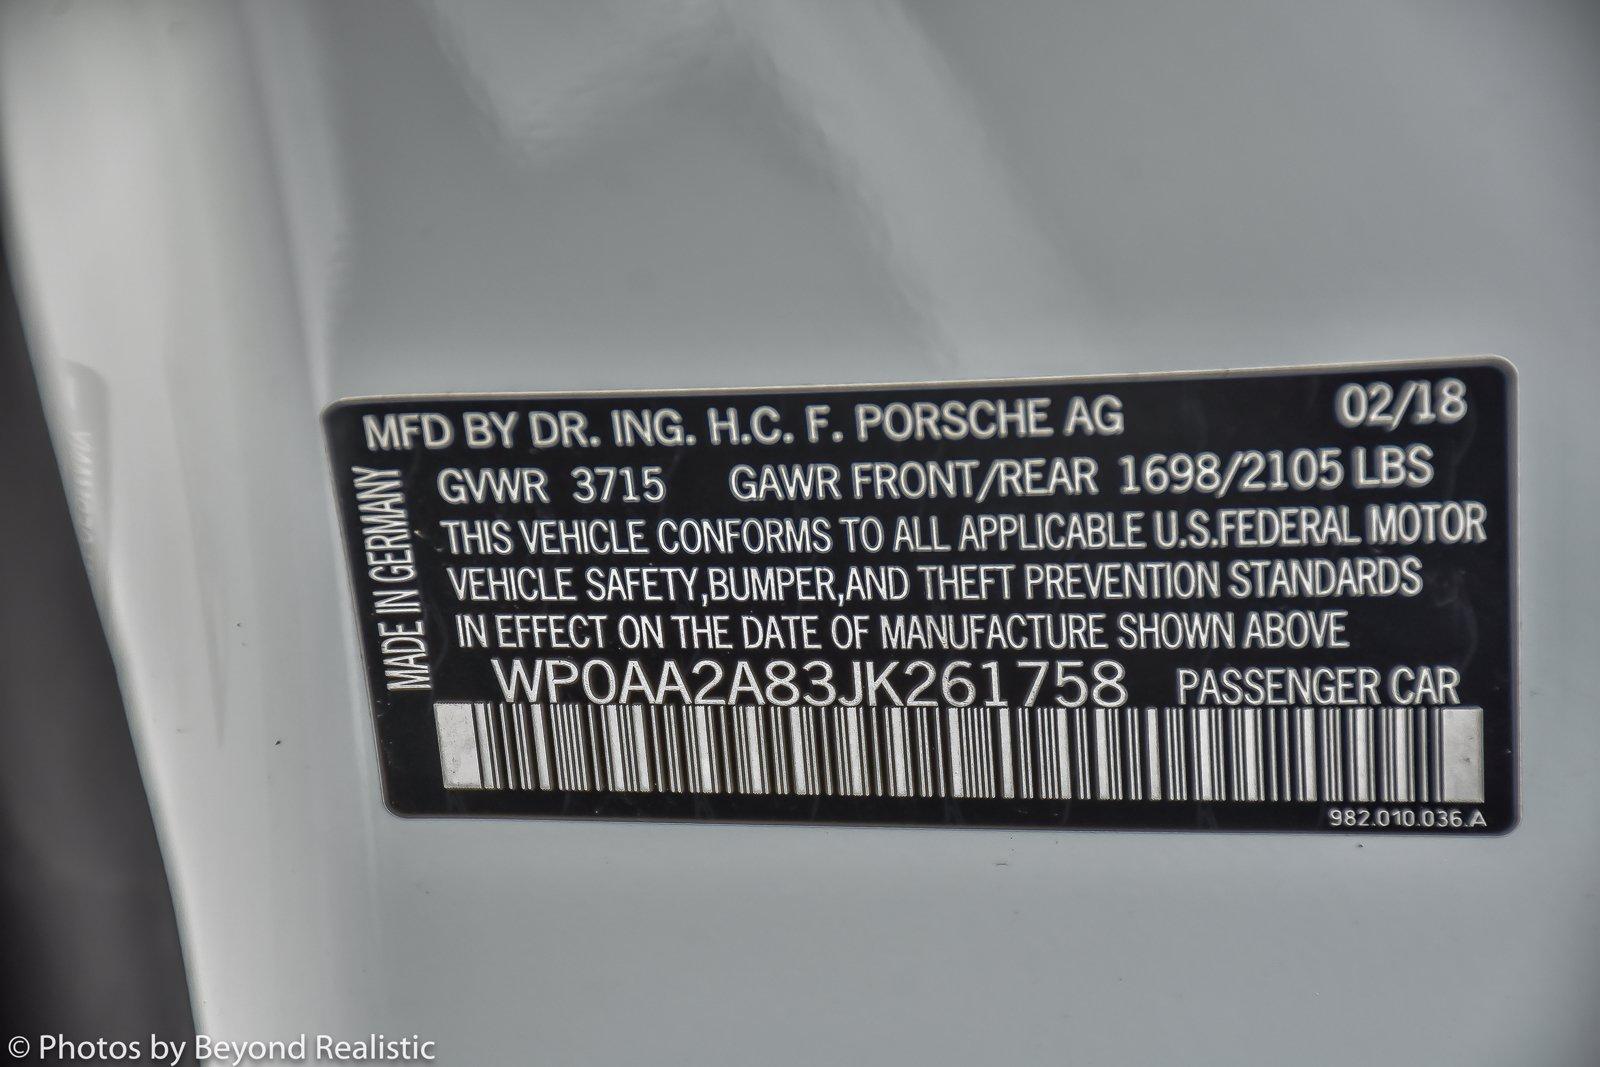 MFD BY DR. ING. H.C. F. PORSCHE AG 02/18
GVWR 3715 GAWR FRONT/REAR 1698/2105 LBS
THIS VEHICLE CONFORMS TO ALL APPLICABLE U.S.FEDERAL MOTOR
VEHICLE SAFETY,BUMPER,AND THEFT PREVENTION STANDARDS
IN EFFECT ON THE DATE OF MANUFACTURE SHOWN ABOVE
WP0AA2A83JK261758 PASSENGER CAR
MADE IN GERMANY
982.010.036.A
© Photos by Beyond Realistic